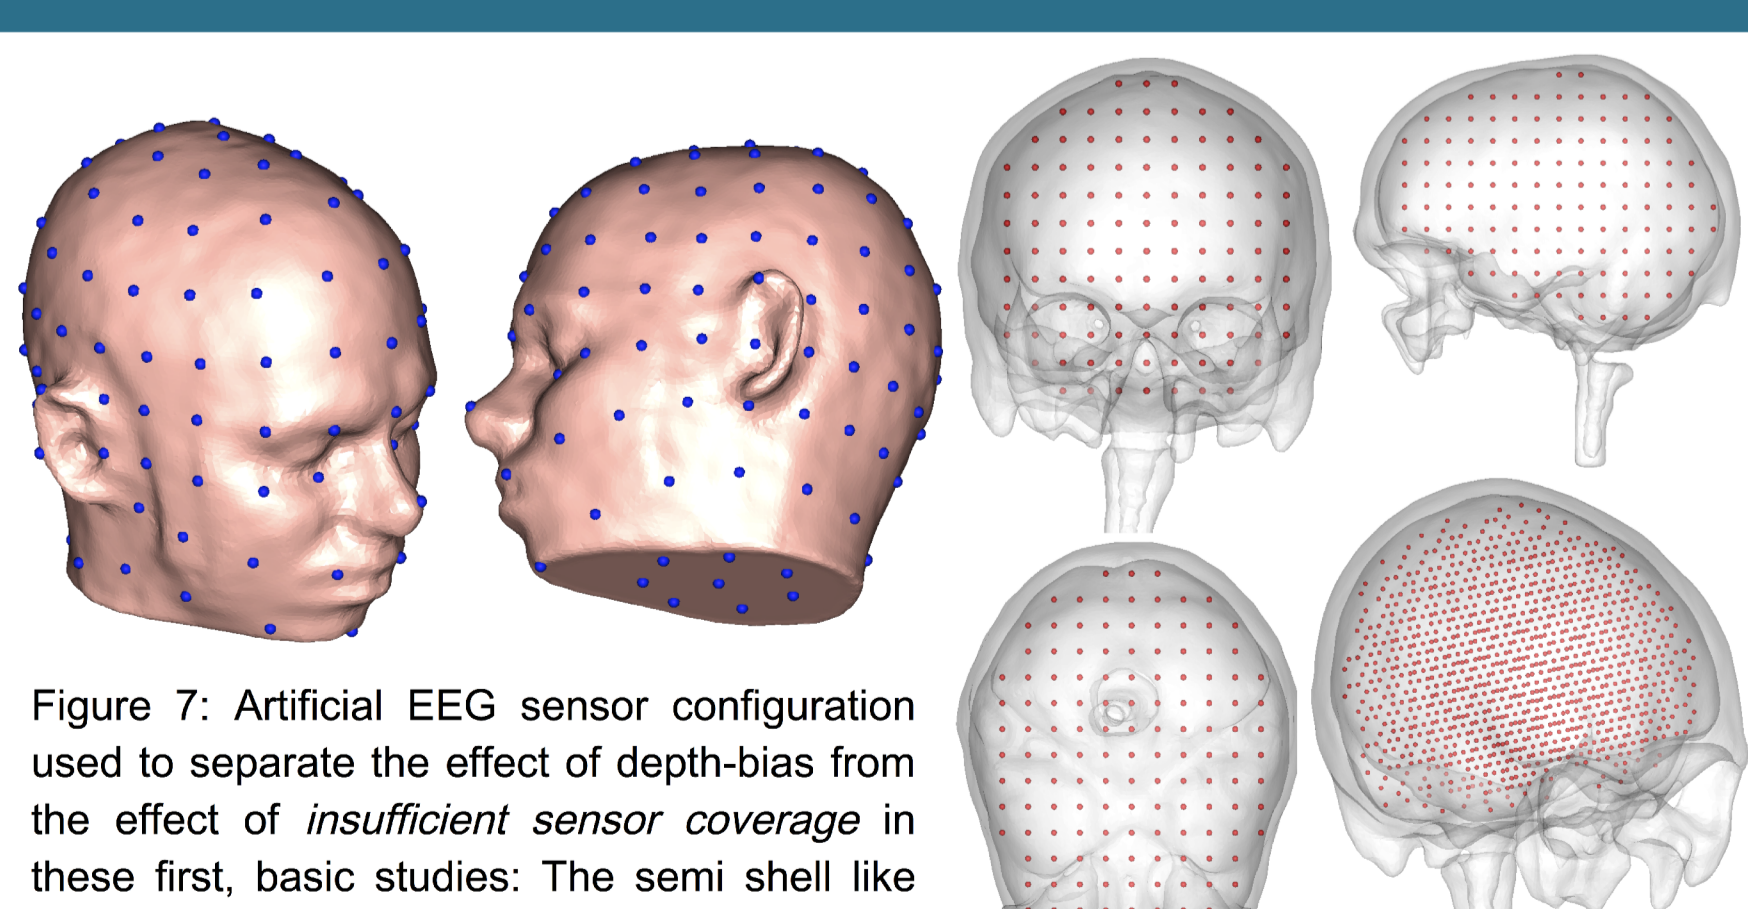 Figure 7: Artificial EEG sensor configuration
used to separate the effect of depth-bias from
the effect of insufficient sensor coverage in
these first, basic studies: The semi shell like